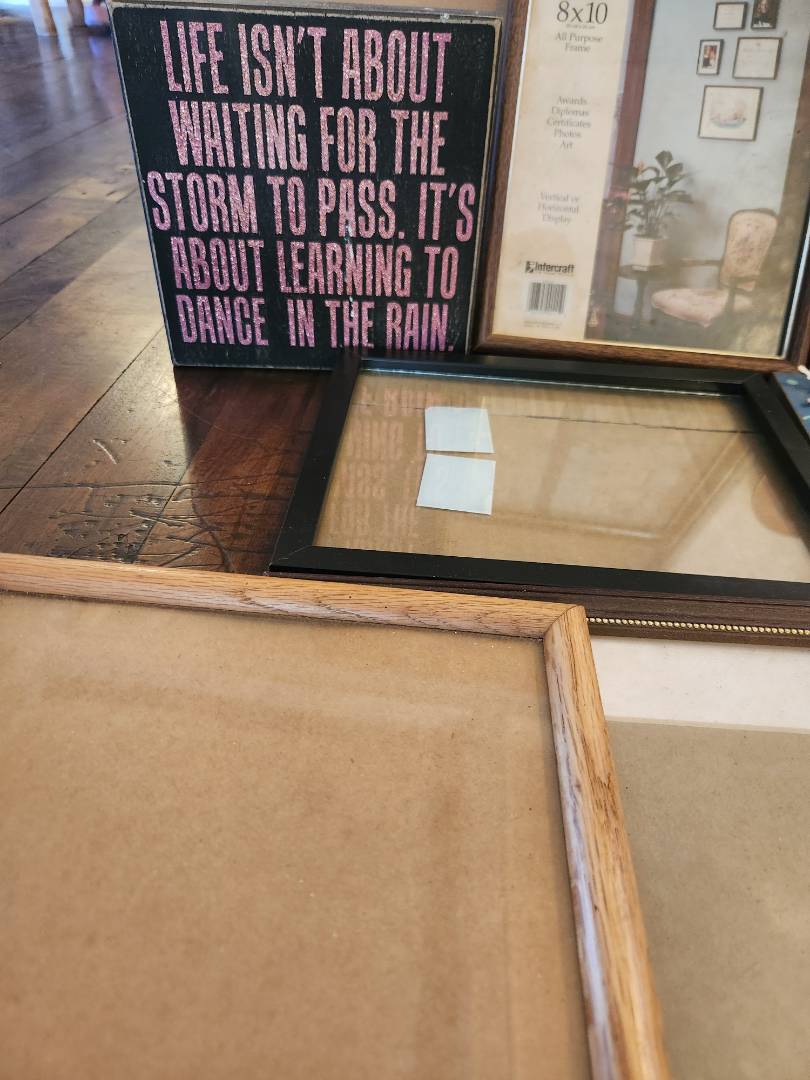 LIFE ISN'T ABOUT
WAITING FOR THE
STORM TO PASS. IT'S
ABOUT LEARNING TO
DANCE IN THE RAIN.
8x10
All Purpose
Frame
Awards
Diplomas
Certificates
Photos
Art
Vertical or
Horizontal
Display
Intercraft